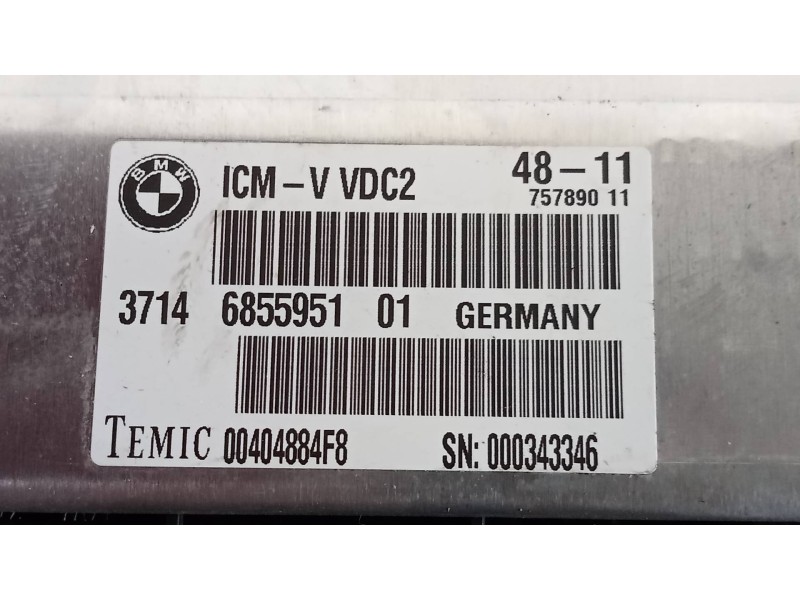 BMW
ICM-V VDC2
48-11
757890 11
3714 6855951 01 GERMANY
TEMIC 00404884F8 SN: 000343346